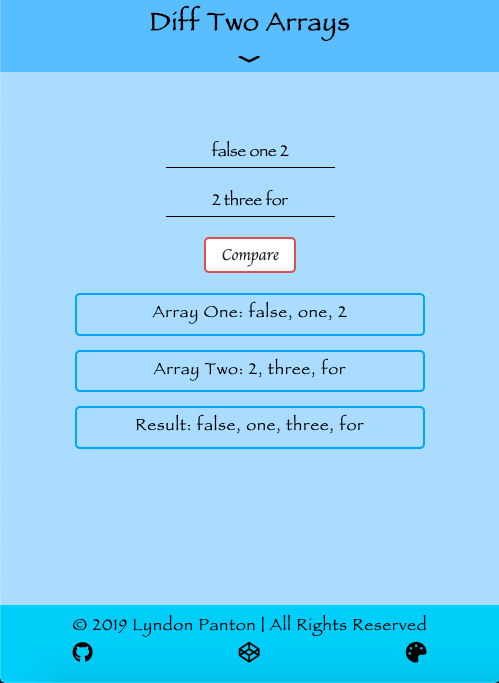 Diff Two Arrays
false one 2
2 three for
Compare
Array One: false, one, 2
Array Two: 2, three, for
Result: false, one, three, for
© 2019 Lyndon Panton | All Rights Reserved